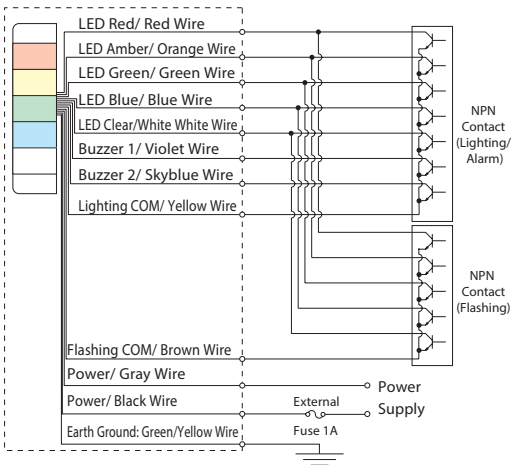 LED Red/ Red Wire
LED Amber/ Orange Wire
LED Green/ Green Wire
LED Blue/ Blue Wire
LED Clear/White White Wire
Buzzer 1/ Violet Wire
Buzzer 2/ Skyblue Wire
Lighting COM/ Yellow Wire
NPN
Contact
(Lighting/
Alarm)
NPN
Contact
(Flashing)
Flashing COM/ Brown Wire
Power/ Gray Wire
Power/ Black Wire
Earth Ground: Green/Yellow Wire
External
Fuse 1A
Power
Supply